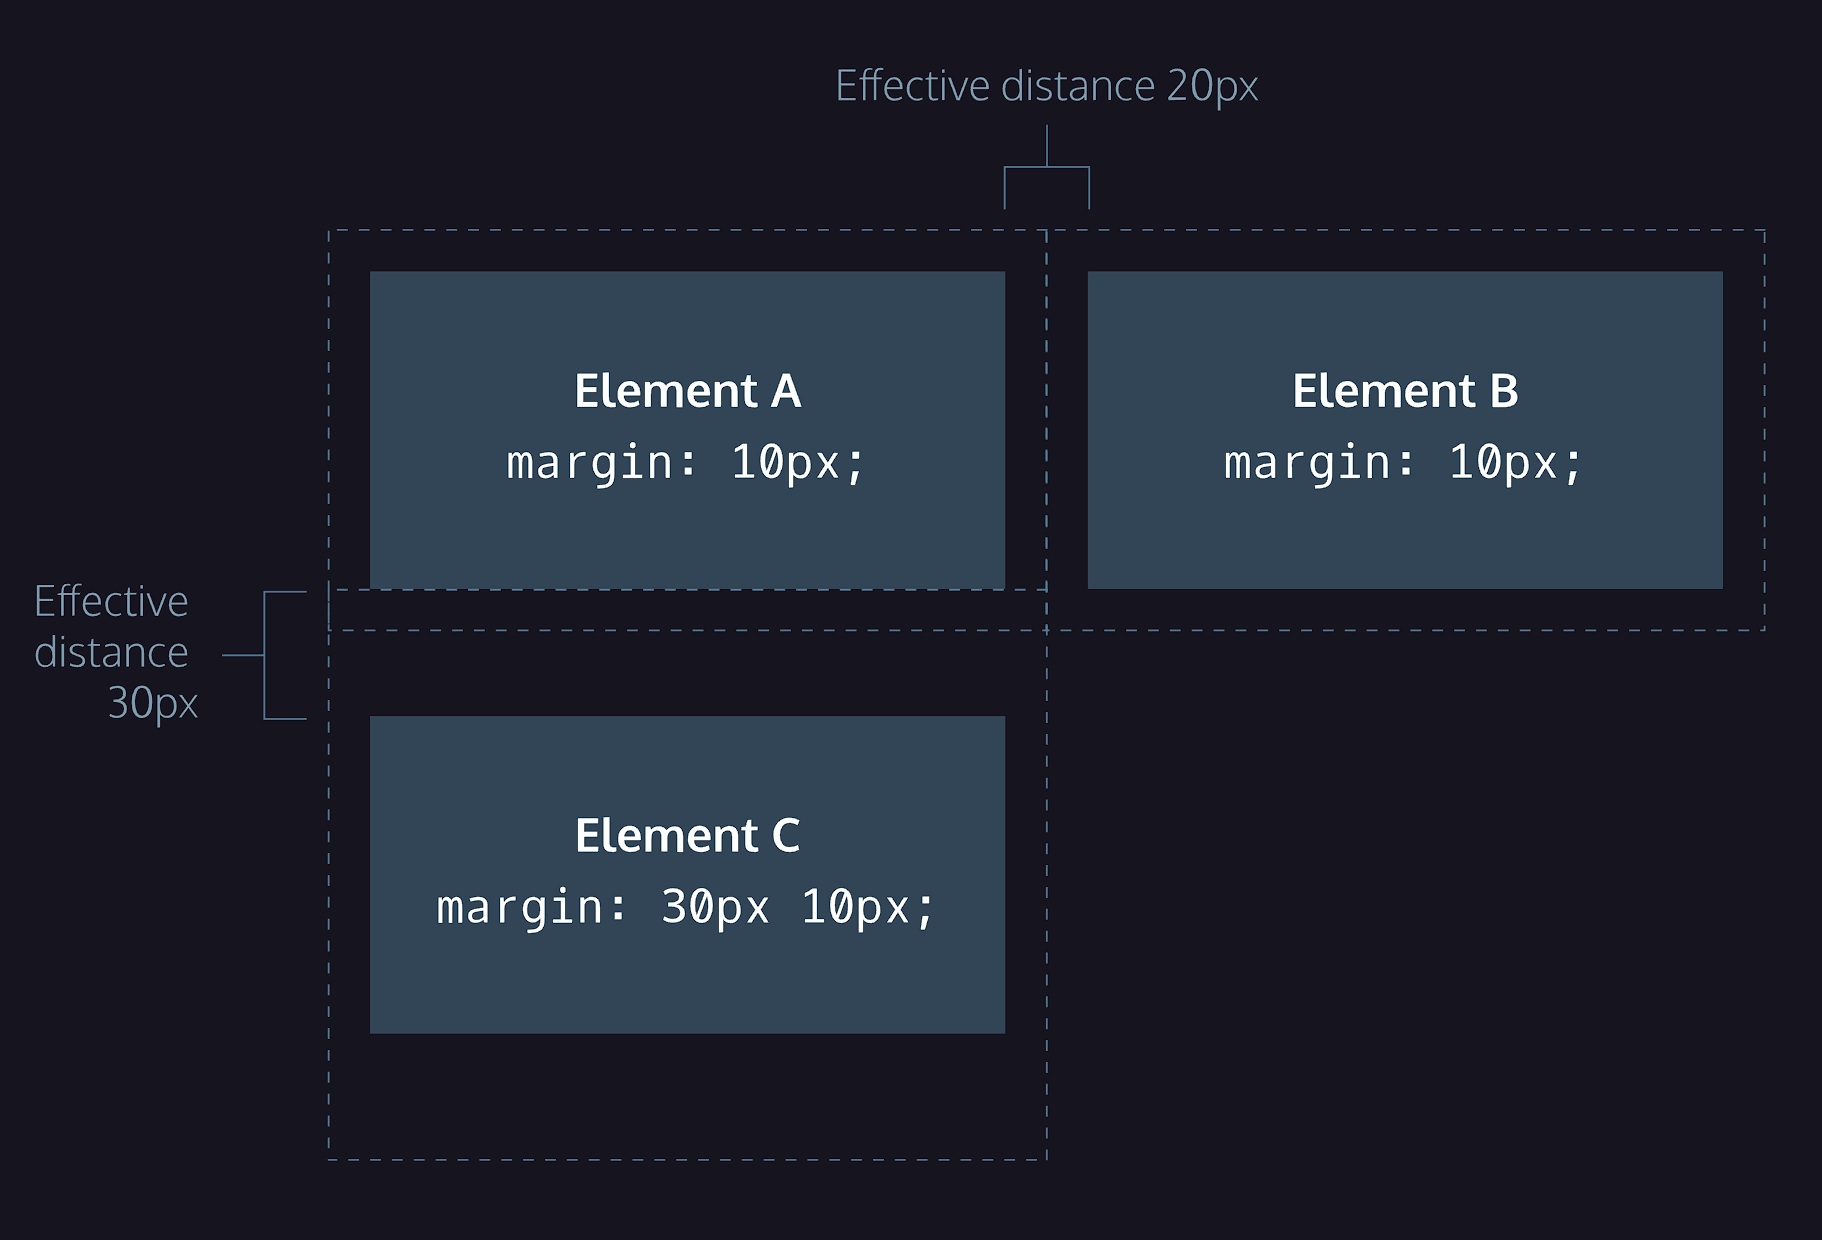 Effective distance 20px
Element A
margin: 10px;
Element B
margin: 10px;
Effective
distance
30px
Element C
margin: 30px 10px;